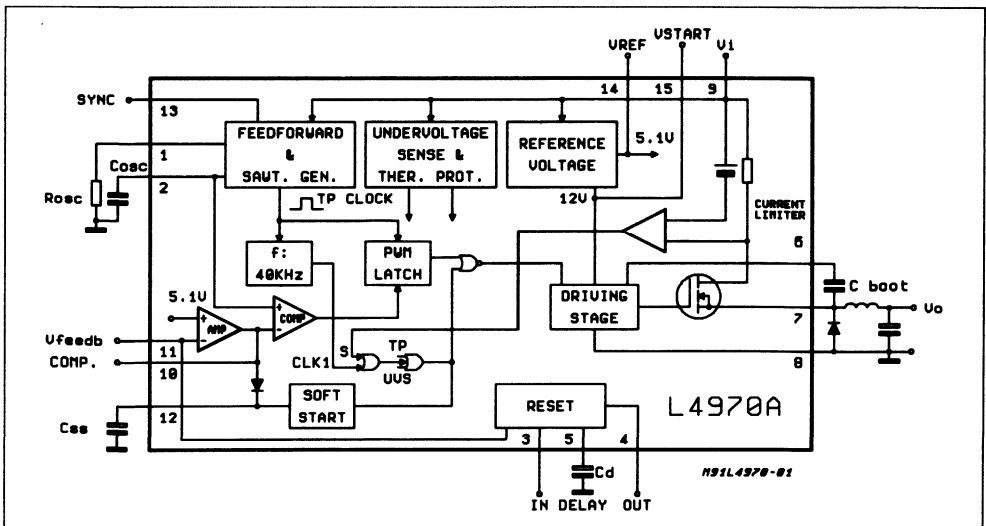 VSTART
VREF
Vi
14
15
9
SYNC
13
FEEDFORWARD
&
SAWT. GEN.
UNDERVOLTAGE
SENSE &
THER. PROT.
REFERENCE
VOLTAGE
5.1V
1
Cosc
2
Rosc
TP CLOCK
12V
CURRENT
LIMITER
6
f:
40KHz
PWM
LATCH
C boot
DRIVING
STAGE
5.1V
AMP
COMP
7
Vo
Vfeedb
11
COMP.
10
S
TP
CLK1
UVS
8
SOFT
START
12
Css
RESET
L4970A
3
5
4
Cd
M91L4970-01
IN DELAY OUT